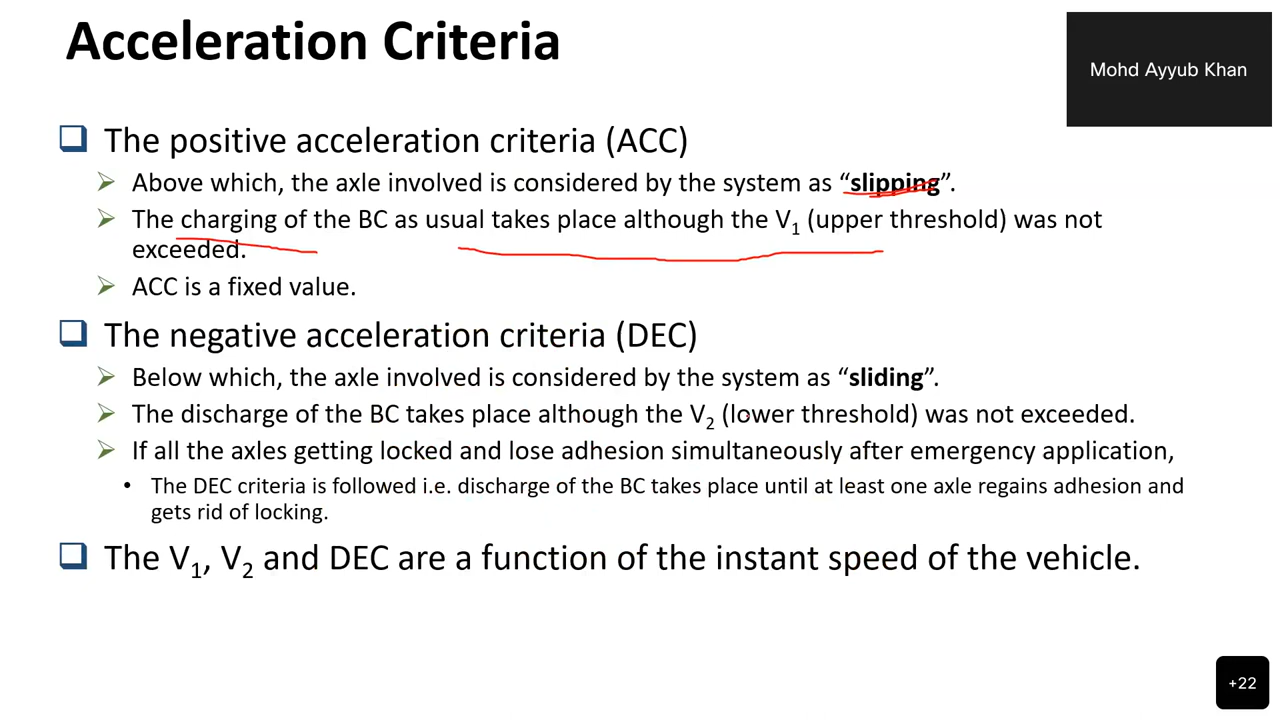 Acceleration Criteria
Mohd Ayyub Khan
The positive acceleration criteria (ACC)
Above which, the axle involved is considered by the system as “slipping”.
The charging of the BC as usual takes place although the V1 (upper threshold) was not
exceeded.
ACC is a fixed value.
The negative acceleration criteria (DEC)
Below which, the axle involved is considered by the system as “sliding”.
The discharge of the BC takes place although the V2 (lower threshold) was not exceeded.
If all the axles getting locked and lose adhesion simultaneously after emergency application,
• The DEC criteria is followed i.e. discharge of the BC takes place until at least one axle regains adhesion and
gets rid of locking.
The V1, V2 and DEC are a function of the instant speed of the vehicle.
+22